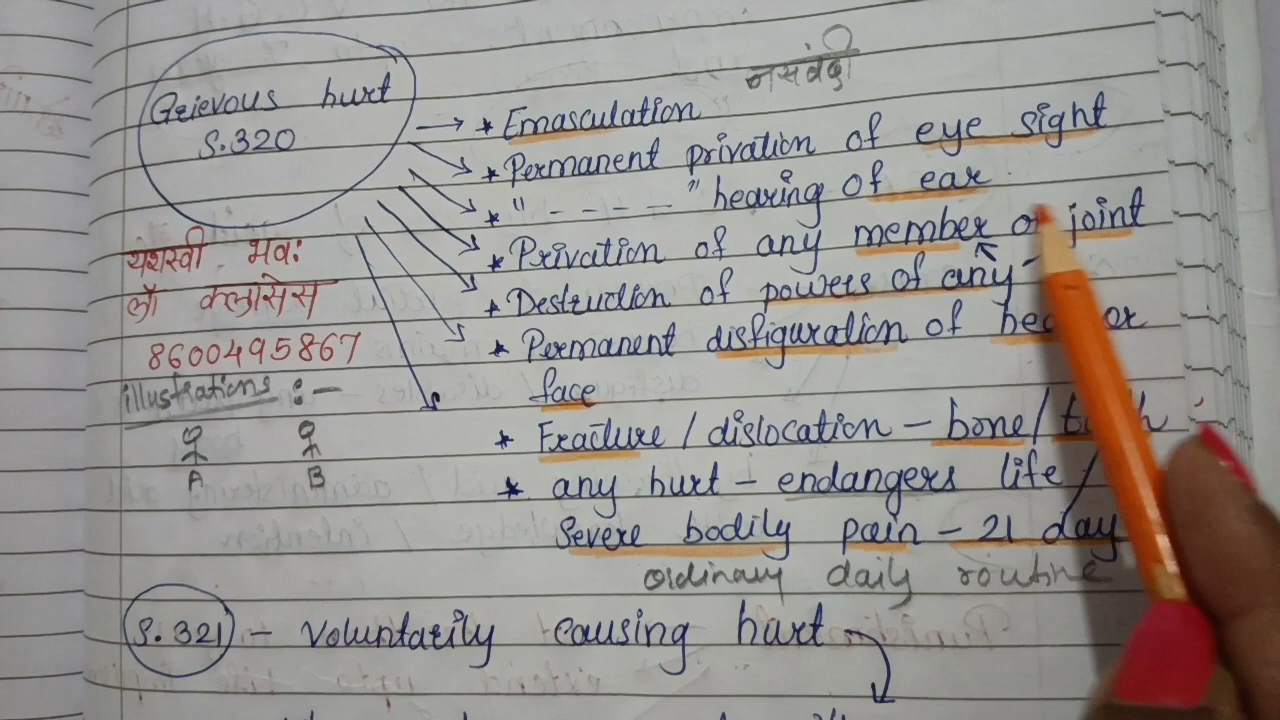 नसबंदी
Grievous hurt
S.320
→ * Emasculation
* Permanent privation of eye sight
* " - - - - " hearing of ear
* Privation of any member or joint
* Destruction of powers of any -
* Permanent disfiguration of head or
face
* Fracture / dislocation - bone / tooth
* any hurt - endangers life /
Severe bodily pain - 21 day
ordinary daily routine
यशस्वी भवः
लॉ क्लासेस
8600495867
illustrations :-
A B
S. 321 - Voluntarily causing hurt